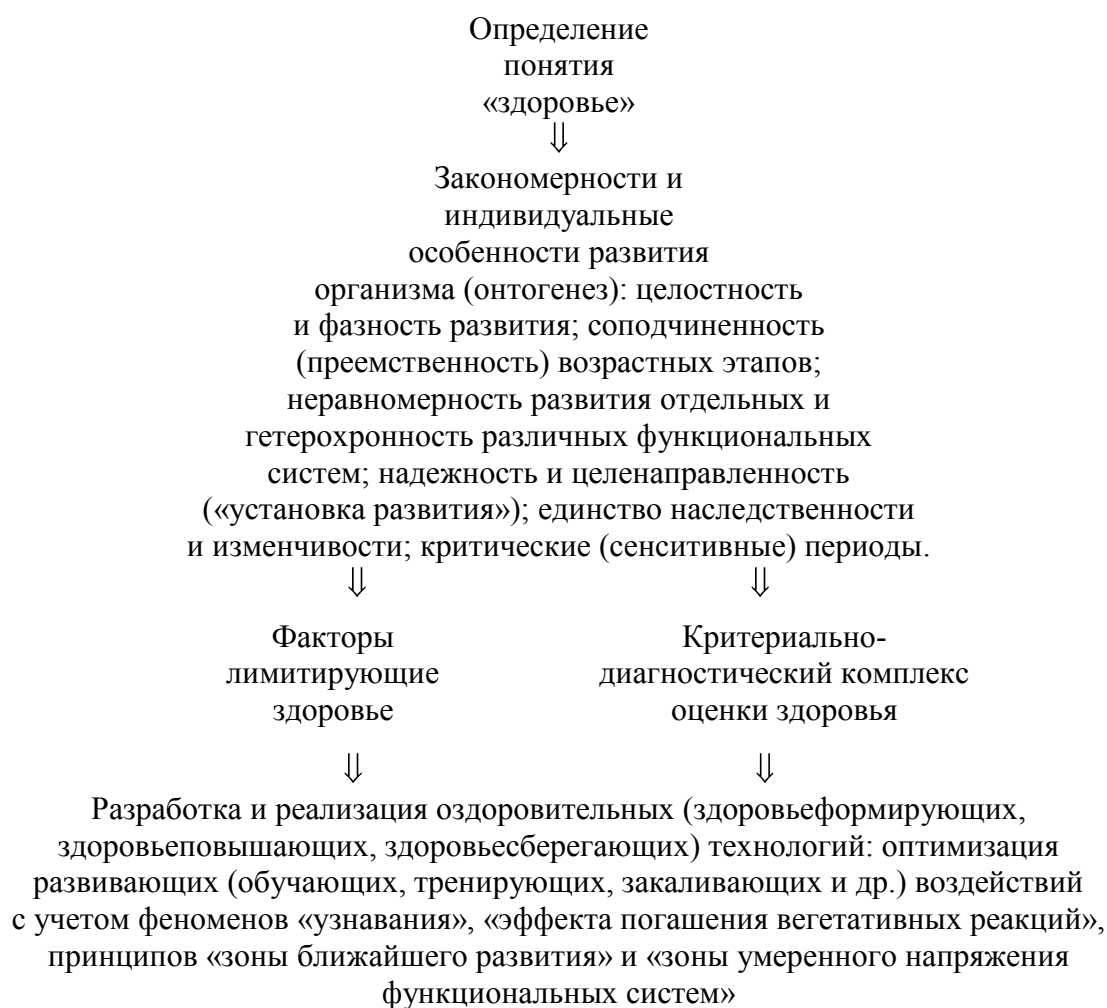 Определение
понятия
«здоровье»
⇓
Закономерности и
индивидуальные
особенности развития
организма (онтогенез): целостность
и фазность развития; соподчиненность
(преемственность) возрастных этапов;
неравномерность развития отдельных и
гетерохронность различных функциональных
систем; надежность и целенаправленность
(«установка развития»); единство наследственности
и изменчивости; критические (сенситивные) периоды.
⇓ ⇓
Факторы
лимитирующие
здоровье
Критериально-
диагностический комплекс
оценки здоровья
⇓ ⇓
Разработка и реализация оздоровительных (здоровьеформирующих,
здоровьеповышающих, здоровьесберегающих) технологий: оптимизация
развивающих (обучающих, тренирующих, закаливающих и др.) воздействий
с учетом феноменов «узнавания», «эффекта погашения вегетативных реакций»,
принципов «зоны ближайшего развития» и «зоны умеренного напряжения
функциональных систем»